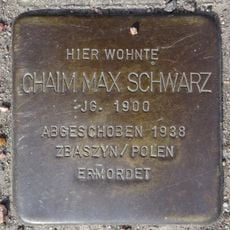 HIER WOHNTE
CHAIM MAX SCHWARZ
JG. 1900
ABGESCHOBEN 1938
ZBASZYN/POLEN
ERMORDET